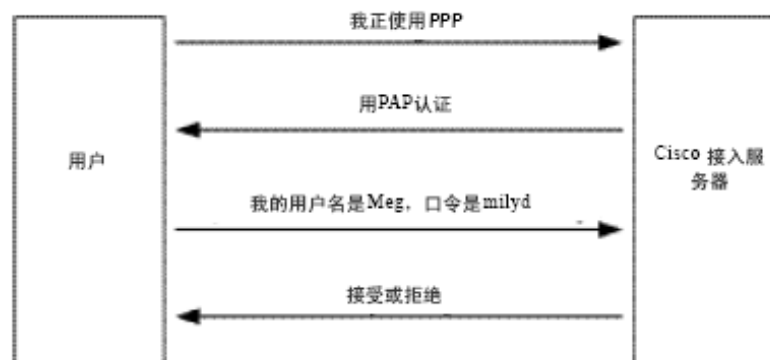 我正使用PPP
用PAP认证
用户
Cisco 接入服
务器
我的用户名是Meg，口令是milyd
接受或拒绝